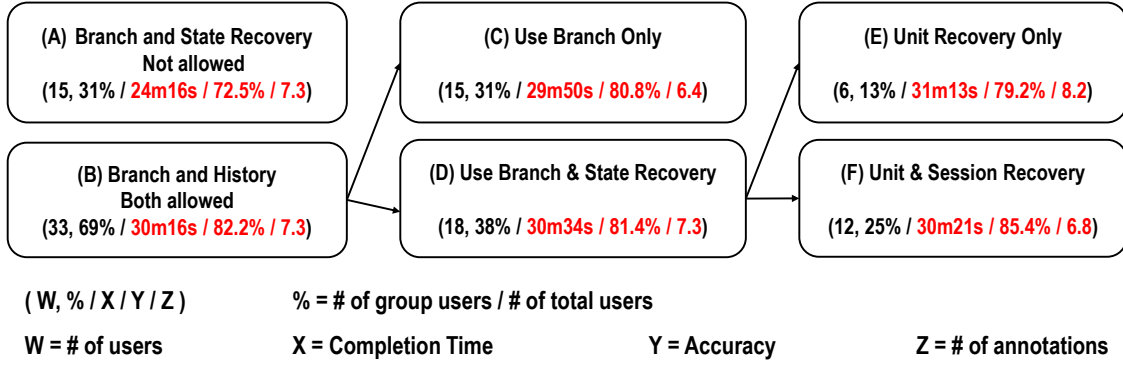 (A) Branch and State Recovery
Not allowed
(15, 31% / 24m16s / 72.5% / 7.3)
(B) Branch and History
Both allowed
(33, 69% / 30m16s / 82.2% / 7.3)
(C) Use Branch Only
(15, 31% / 29m50s / 80.8% / 6.4)
(D) Use Branch & State Recovery
(18, 38% / 30m34s / 81.4% / 7.3)
(E) Unit Recovery Only
(6, 13% / 31m13s / 79.2% / 8.2)
(F) Unit & Session Recovery
(12, 25% / 30m21s / 85.4% / 6.8)
( W, % / X / Y / Z ) % = # of group users / # of total users
W = # of users X = Completion Time Y = Accuracy Z = # of annotations